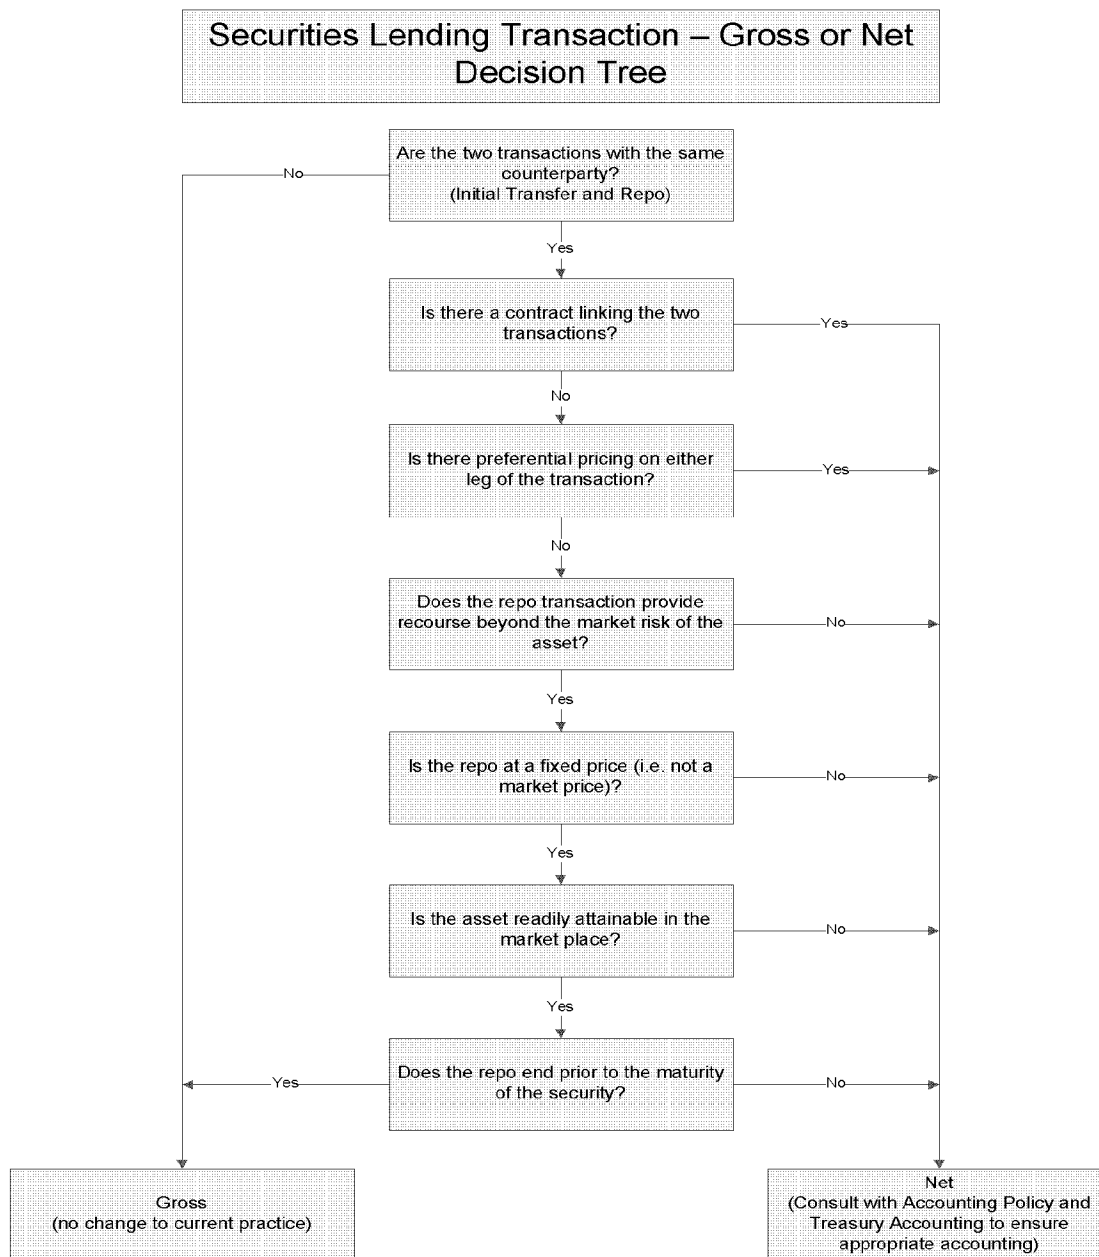 Securities Lending Transaction – Gross or Net
Decision Tree
Are the two transactions with the same
counterparty?
(Initial Transfer and Repo)
No
Yes
Is there a contract linking the two
transactions?
Yes
No
Is there preferential pricing on either
leg of the transaction?
Yes
No
Does the repo transaction provide
recourse beyond the market risk of the
asset?
No
Yes
Is the repo at a fixed price (i.e. not a
market price)?
No
Yes
Is the asset readily attainable in the
market place?
No
Yes
Does the repo end prior to the maturity
of the security?
Yes
No
Gross
(no change to current practice)
Net
(Consult with Accounting Policy and
Treasury Accounting to ensure
appropriate accounting)